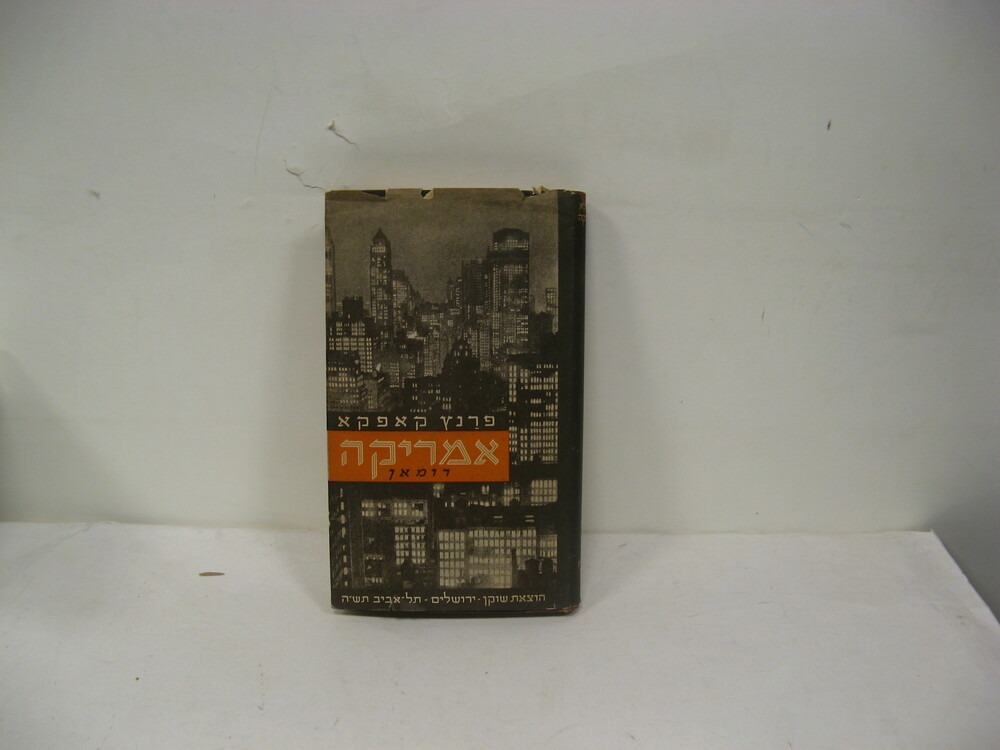 פרנץ קאפקא
אמריקה
רומאן
הוצאת שוקן - ירושלים - תל-אביב תש"ה